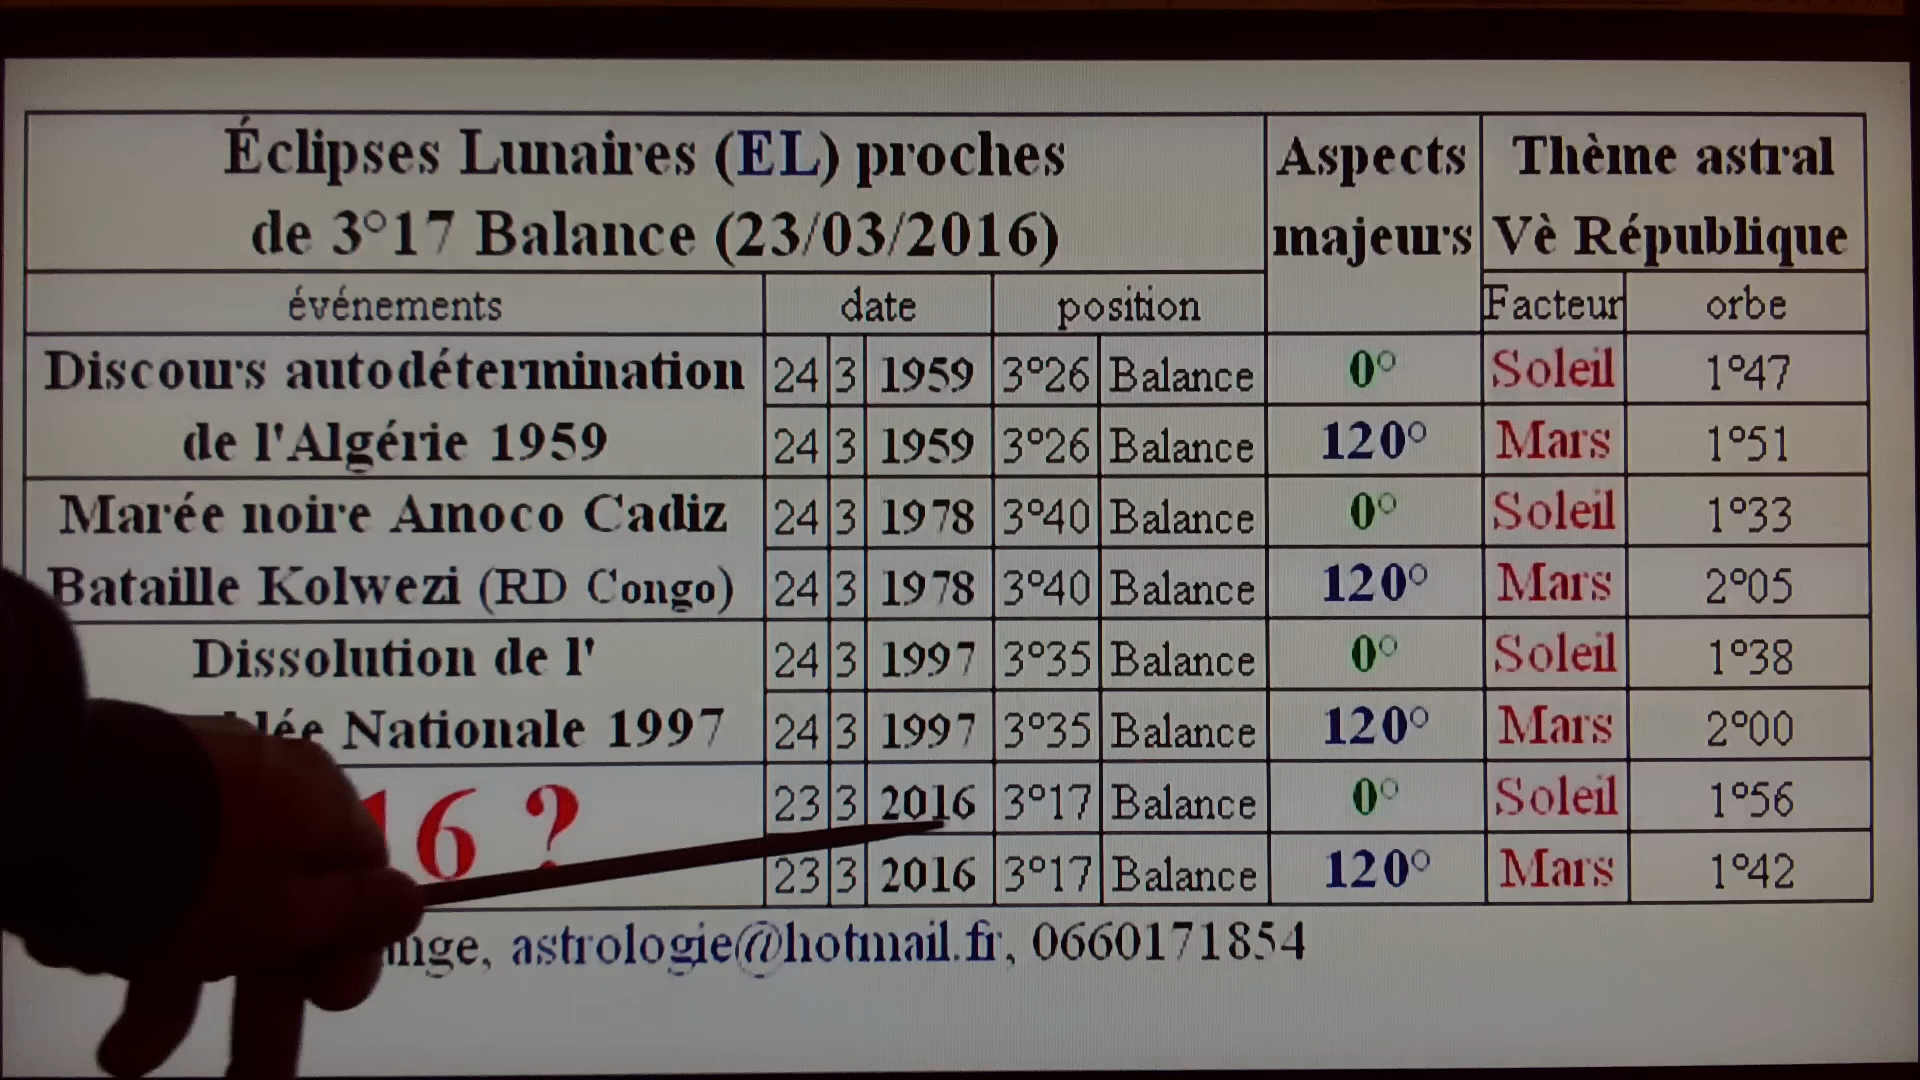 Éclipses Lunaires (EL) proches
de 3°17 Balance (23/03/2016)
Aspects
majeurs
Thème astral
Vè République
événements date position Facteur orbe
Discours autodétermination
de l'Algérie 1959
24 3 1959 3°26 Balance 0° Soleil 1°47
24 3 1959 3°26 Balance 120° Mars 1°51
Marée noire Amoco Cadiz
Bataille Kolwezi (RD Congo)
24 3 1978 3°40 Balance 0° Soleil 1°33
24 3 1978 3°40 Balance 120° Mars 2°05
Dissolution de l'
Nationale 1997
24 3 1997 3°35 Balance 0° Soleil 1°38
24 3 1997 3°35 Balance 120° Mars 2°00
?
23 3 2016 3°17 Balance 0° Soleil 1°56
23 3 2016 3°17 Balance 120° Mars 1°42
astrologie@hotmail.fr, 0660171854